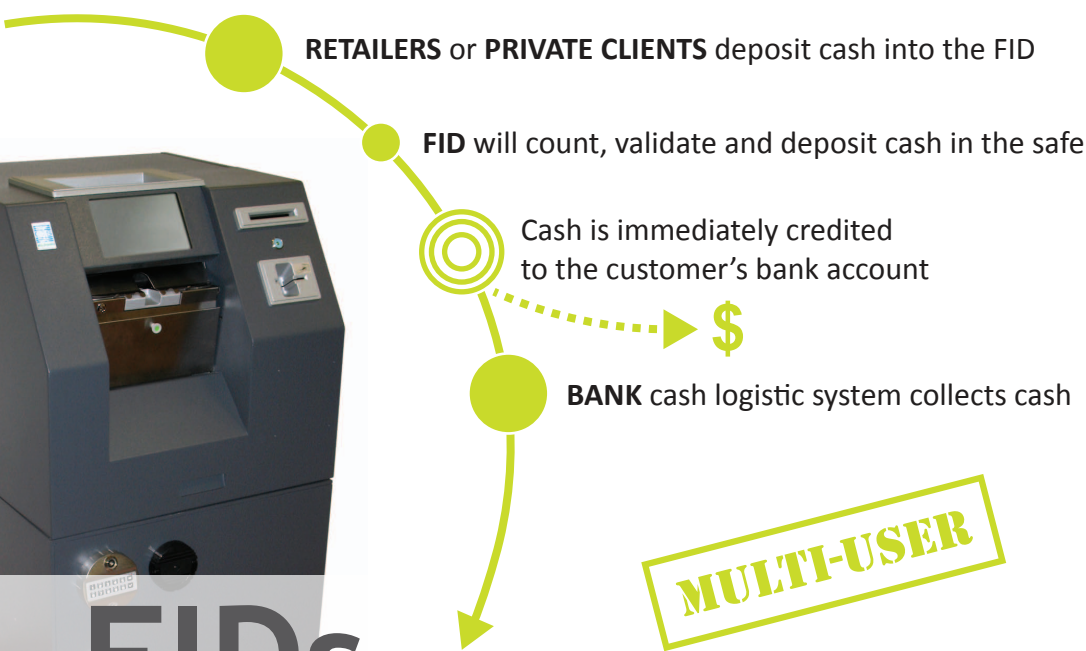 RETAILERS or PRIVATE CLIENTS deposit cash into the FID
FID will count, validate and deposit cash in the safe
Cash is immediately credited
to the customer's bank account
$
BANK cash logistic system collects cash
MULTI-USER
FIDs